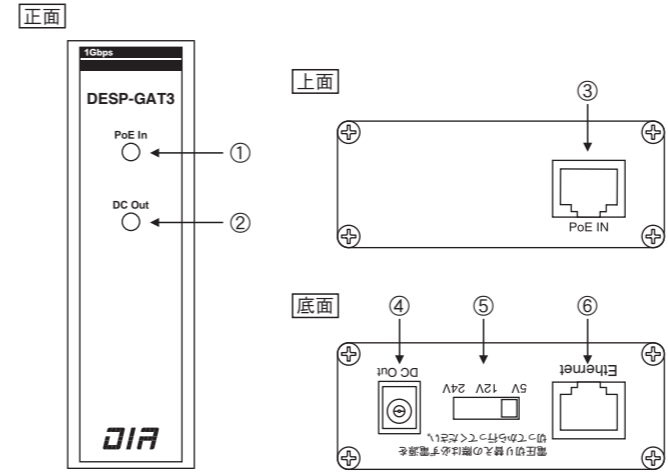 正面
1Gbps
DESP-GAT3
PoE In
①
DC Out
②
DIA
上面
③
PoE IN
底面
④ ⑤ ⑥
DC Out
24V 12V 5V
Ethernet
電圧切り替えの際は必ず電源を
切ってから行ってください。